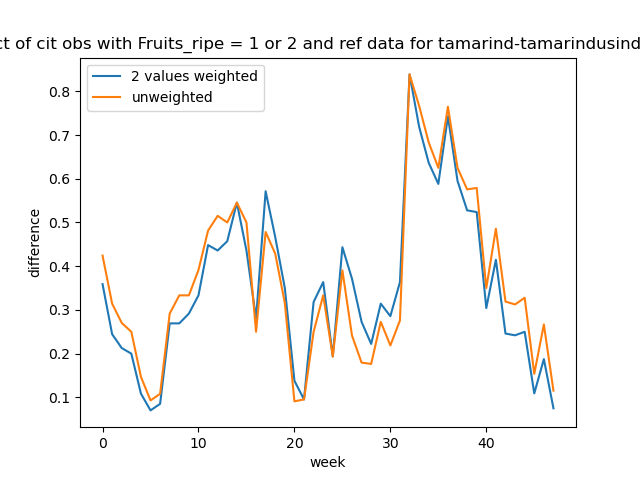 ct of cit obs with Fruits_ripe = 1 or 2 and ref data for tamarind-tamarindusind
2 values weighted
unweighted
difference
0.8
0.7
0.6
0.5
0.4
0.3
0.2
0.1
0 10 20 30 40
week